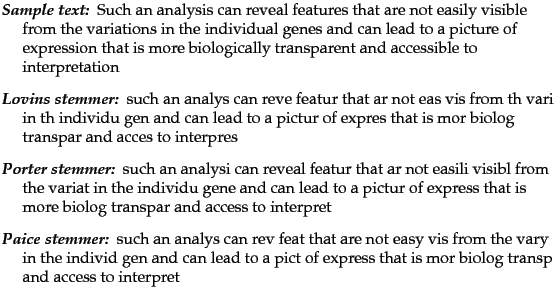 Sample text: Such an analysis can reveal features that are not easily visible
from the variations in the individual genes and can lead to a picture of
expression that is more biologically transparent and accessible to
interpretation
Lovins stemmer: such an analys can reve featur that ar not eas vis from th vari
in th individu gen and can lead to a pictur of expres that is mor biolog
transpar and acces to interpres
Porter stemmer: such an analysi can reveal featur that ar not easili visibl from
the variat in the individu gene and can lead to a pictur of express that is
more biolog transpar and access to interpret
Paice stemmer: such an analys can rev feat that are not easy vis from the vary
in the individ gen and can lead to a pict of express that is mor biolog transp
and access to interpret